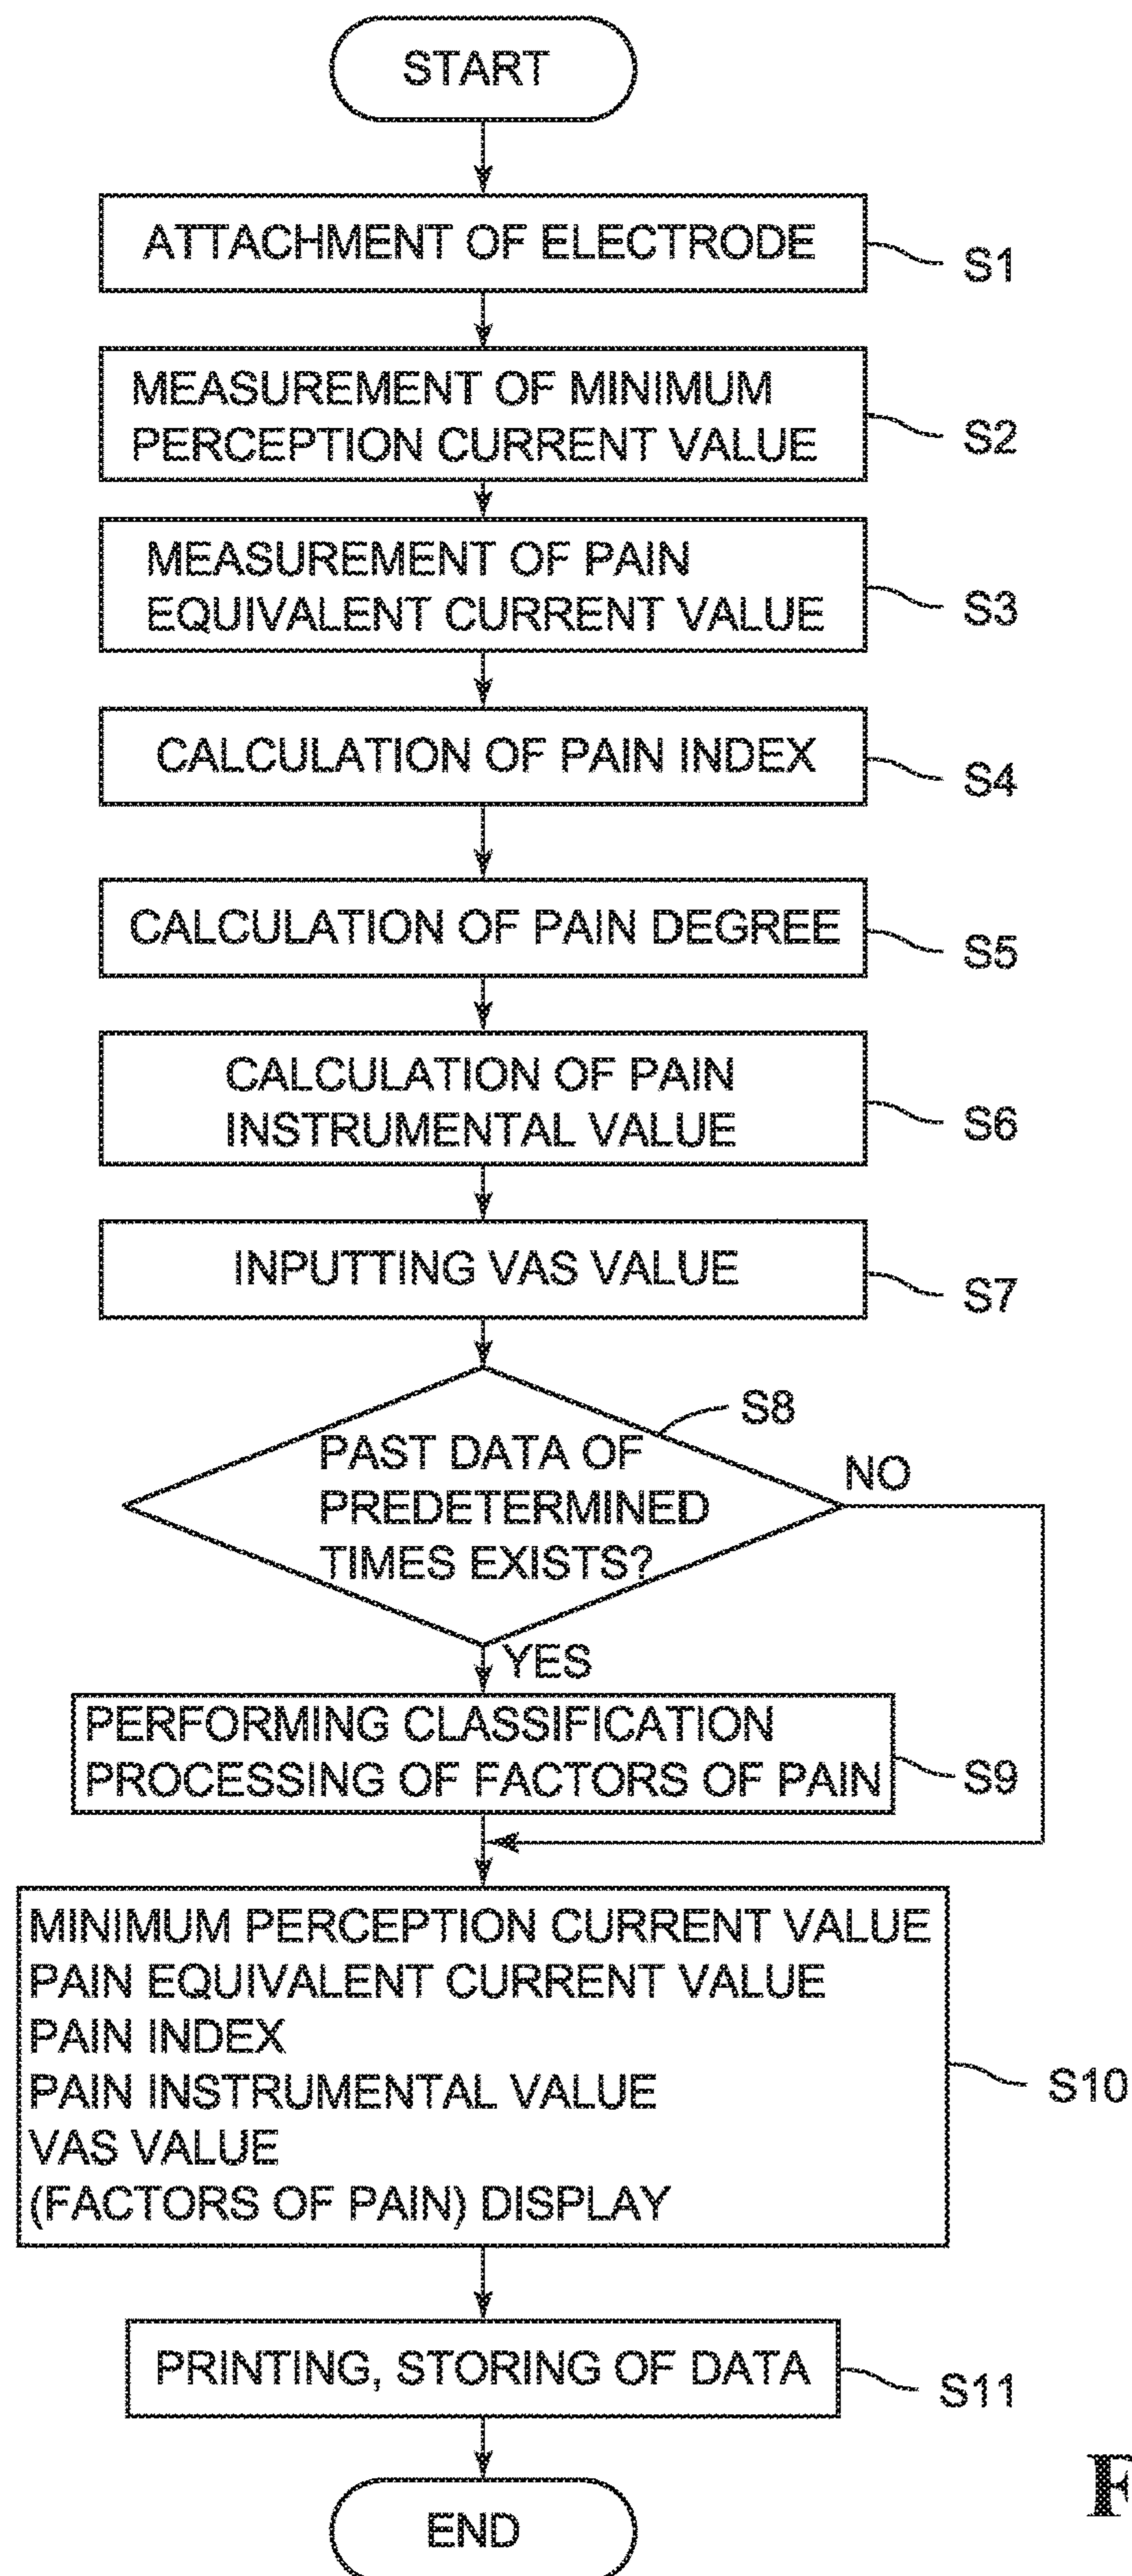 START
ATTACHMENT OF ELECTRODE
S1
MEASUREMENT OF MINIMUM
PERCEPTION CURRENT VALUE
S2
MEASUREMENT OF PAIN
EQUIVALENT CURRENT VALUE
S3
CALCULATION OF PAIN INDEX
S4
CALCULATION OF PAIN DEGREE
S5
CALCULATION OF PAIN
INSTRUMENTAL VALUE
S6
INPUTTING VAS VALUE
S7
S8
PAST DATA OF
PREDETERMINED
TIMES EXISTS?
NO
YES
PERFORMING CLASSIFICATION
PROCESSING OF FACTORS OF PAIN
S9
MINIMUM PERCEPTION CURRENT VALUE
PAIN EQUIVALENT CURRENT VALUE
PAIN INDEX
PAIN INSTRUMENTAL VALUE
VAS VALUE
(FACTORS OF PAIN) DISPLAY
S10
PRINTING, STORING OF DATA
S11
END